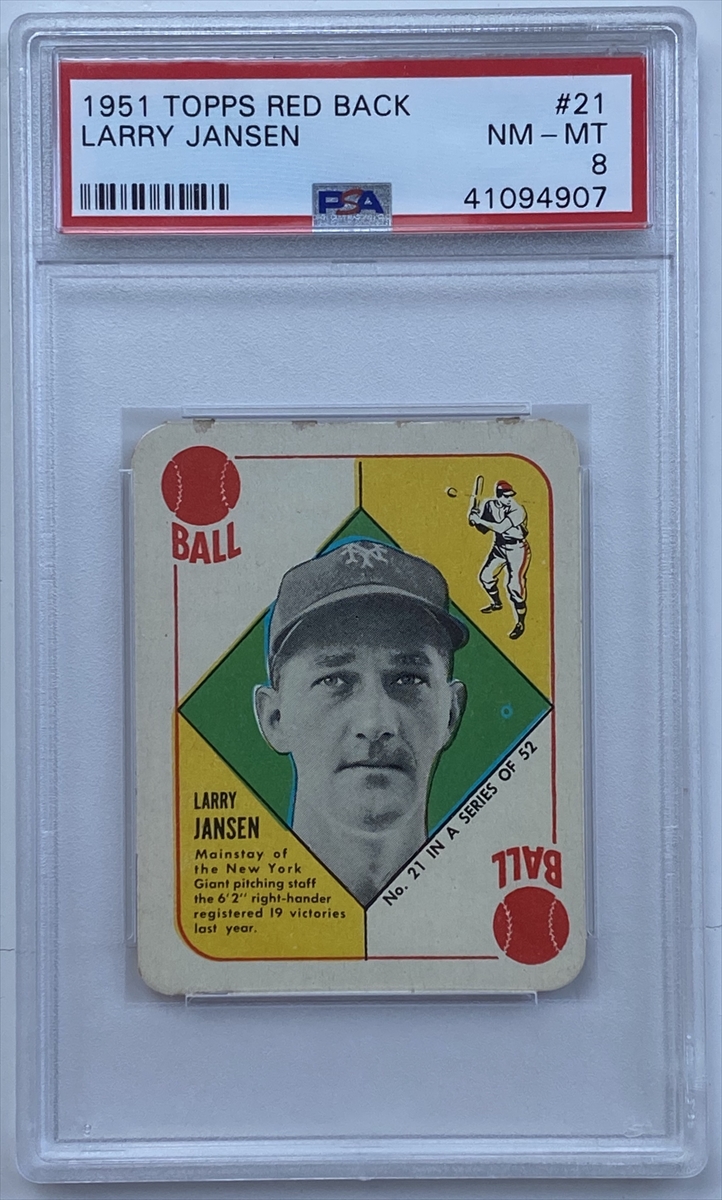 1951 TOPPS RED BACK #21
LARRY JANSEN NM - MT
8
PSA 41094907
BALL
NY
LARRY
JANSEN
Mainstay of
the New York
Giant pitching staff
the 6'2" right-hander
registered 19 victories
last year.
No. 21 IN A SERIES OF 52
BALL